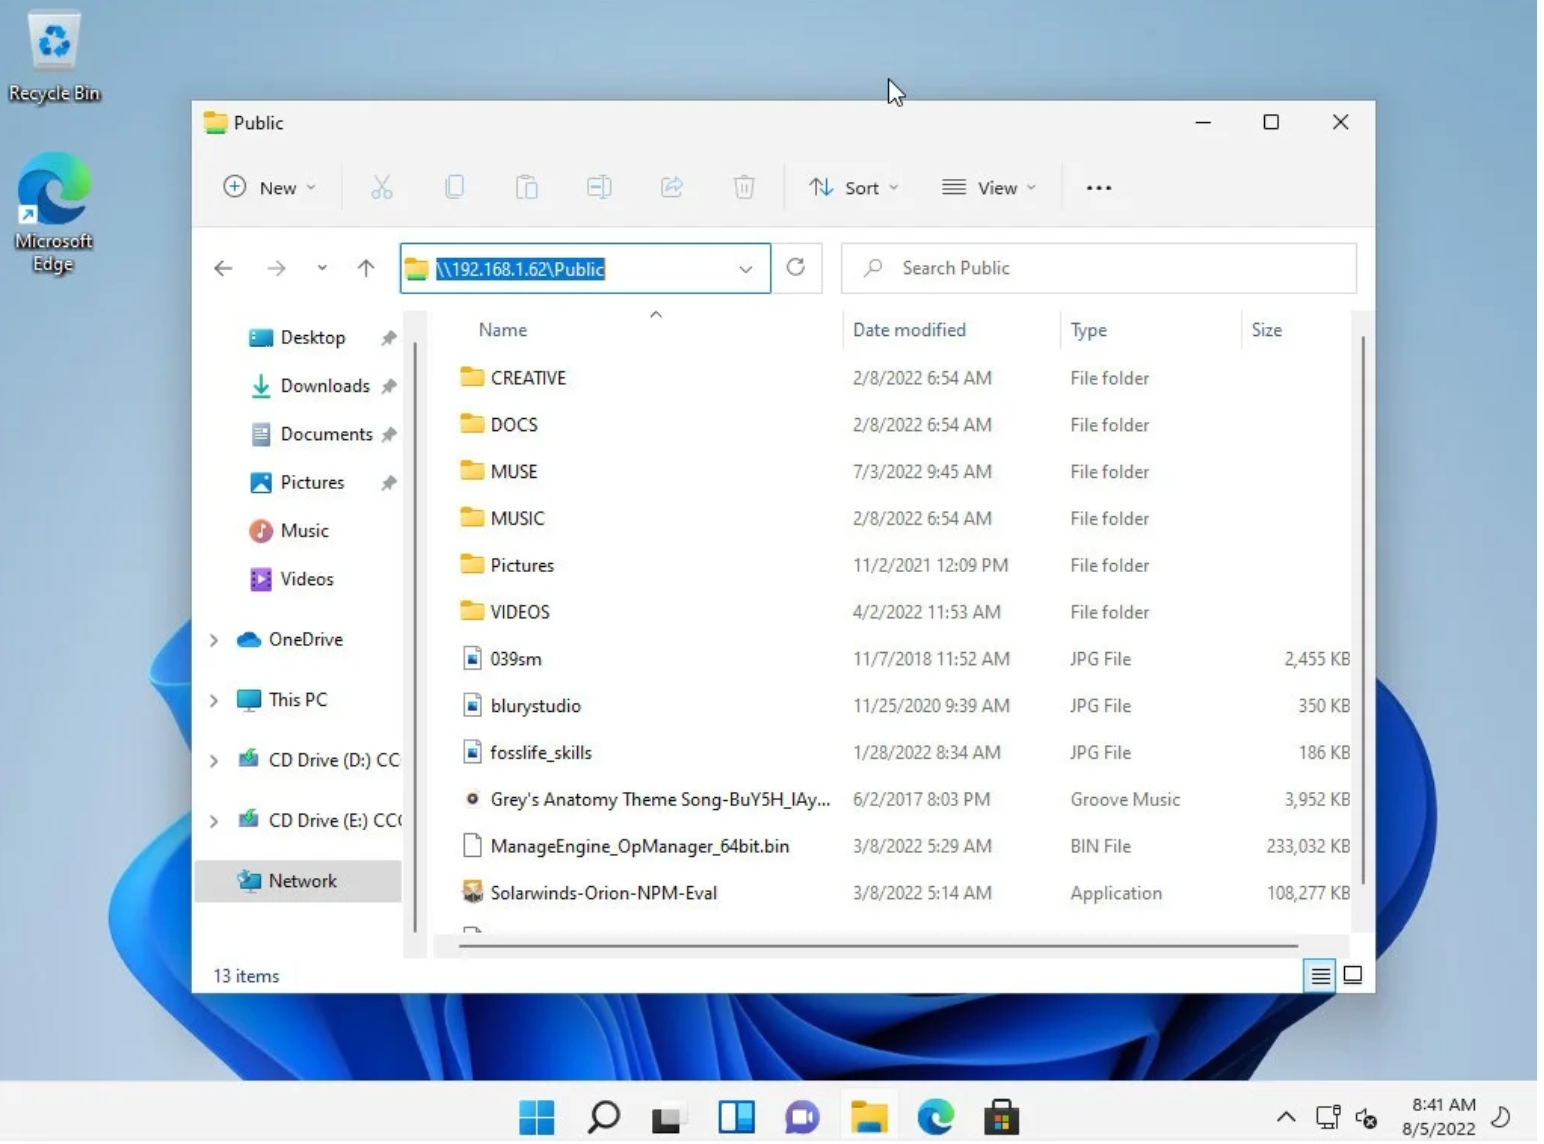 Recycle Bin
Microsoft
Edge
Public
New
Sort
View
\\192.168.1.62\Public
Search Public
Desktop
Downloads
Documents
Pictures
Music
Videos
OneDrive
This PC
CD Drive (D:) CC
CD Drive (E:) CC
Network
Name Date modified Type Size
CREATIVE 2/8/2022 6:54 AM File folder
DOCS 2/8/2022 6:54 AM File folder
MUSE 7/3/2022 9:45 AM File folder
MUSIC 2/8/2022 6:54 AM File folder
Pictures 11/2/2021 12:09 PM File folder
VIDEOS 4/2/2022 11:53 AM File folder
039sm 11/7/2018 11:52 AM JPG File 2,455 KB
blurystudio 11/25/2020 9:39 AM JPG File 350 KB
fosslife_skills 1/28/2022 8:34 AM JPG File 186 KB
Grey's Anatomy Theme Song-BuY5H_IAy... 6/2/2017 8:03 PM Groove Music 3,952 KB
ManageEngine_OpManager_64bit.bin 3/8/2022 5:29 AM BIN File 233,032 KB
Solarwinds-Orion-NPM-Eval 3/8/2022 5:14 AM Application 108,277 KB
13 items
8:41 AM
8/5/2022